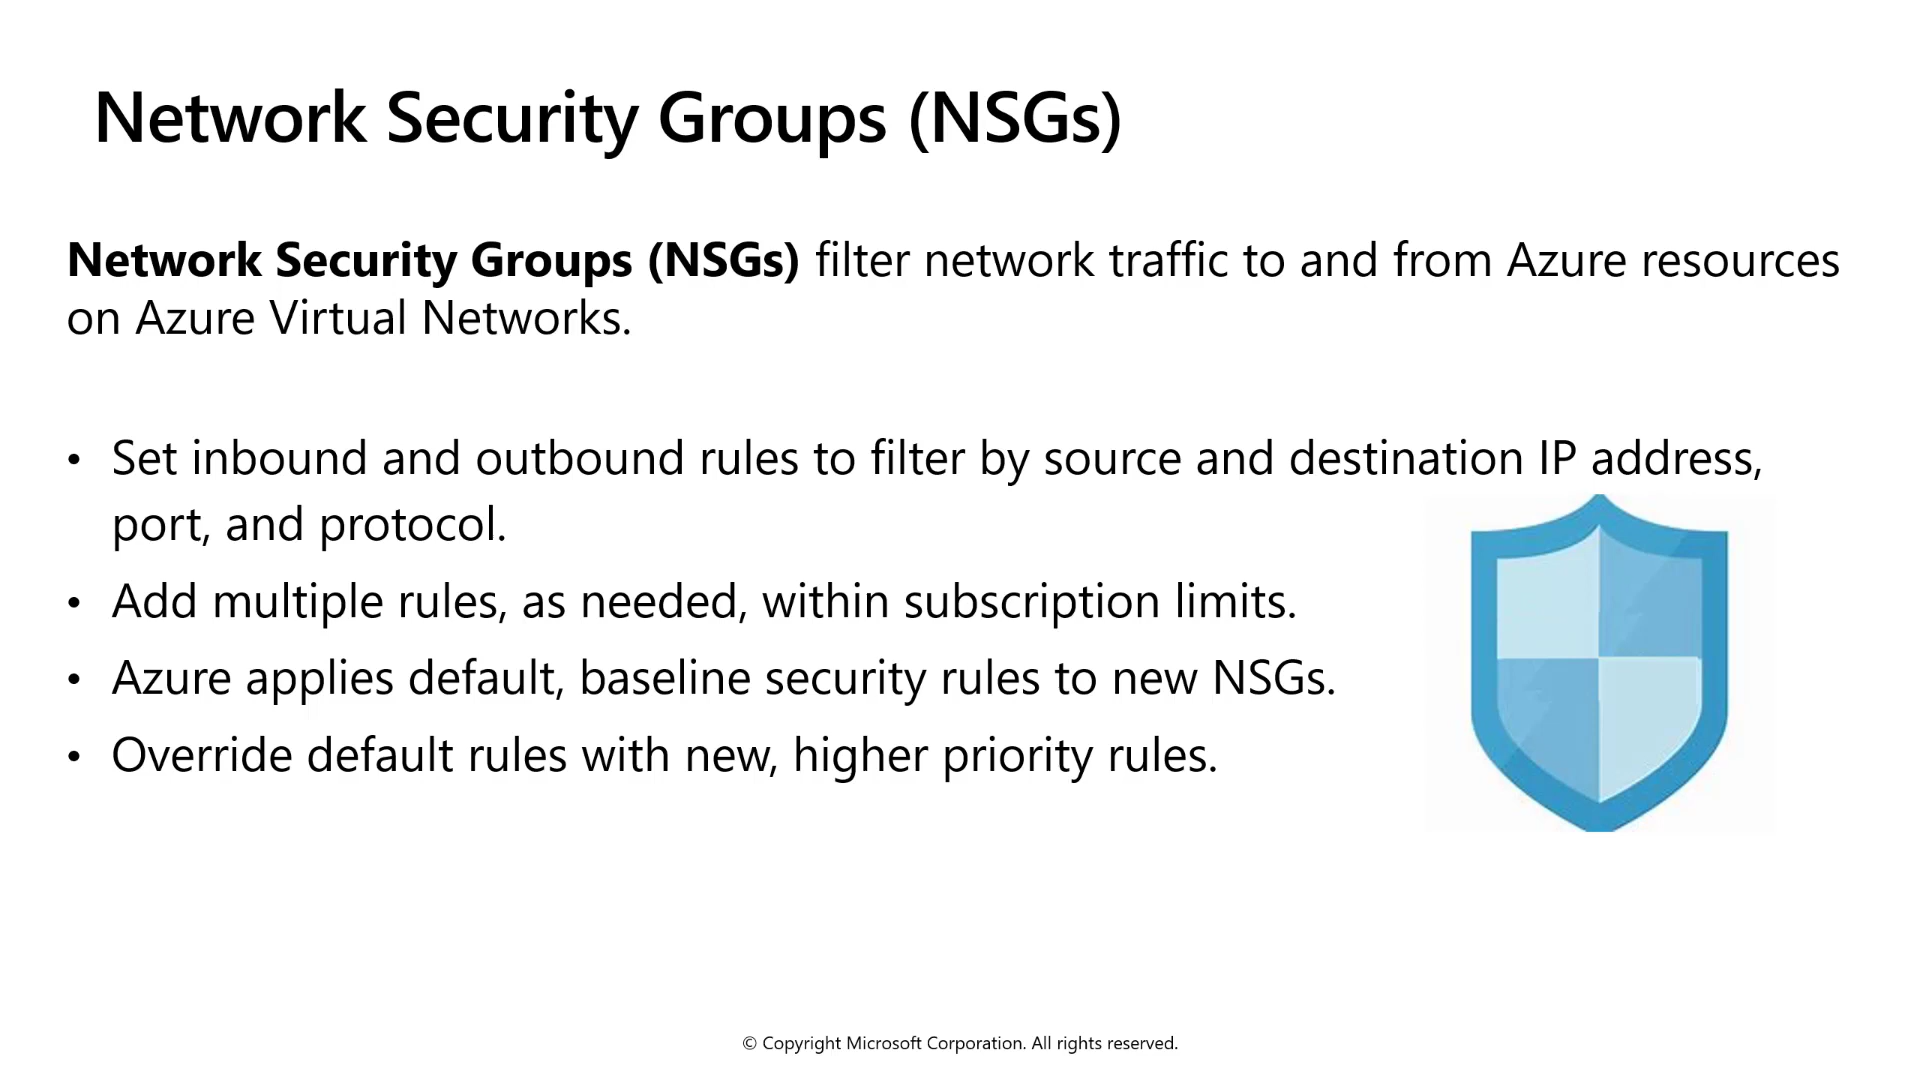 Network Security Groups (NSGs)
Network Security Groups (NSGs) filter network traffic to and from Azure resources
on Azure Virtual Networks.
• Set inbound and outbound rules to filter by source and destination IP address,
port, and protocol.
• Add multiple rules, as needed, within subscription limits.
• Azure applies default, baseline security rules to new NSGs.
• Override default rules with new, higher priority rules.
© Copyright Microsoft Corporation. All rights reserved.